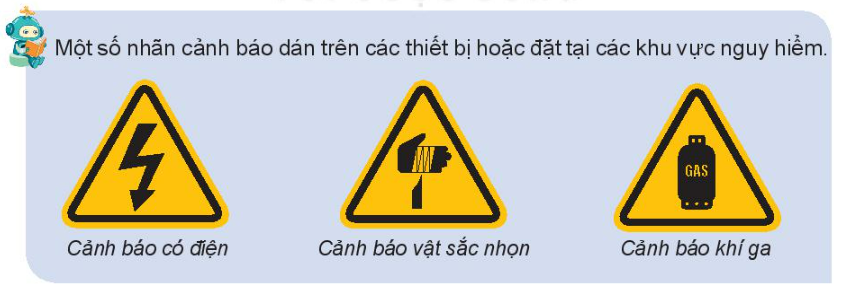 Một số nhãn cảnh báo dán trên các thiết bị hoặc đặt tại các khu vực nguy hiểm.
GAS
Cảnh báo có điện
Cảnh báo vật sắc nhọn
Cảnh báo khí ga